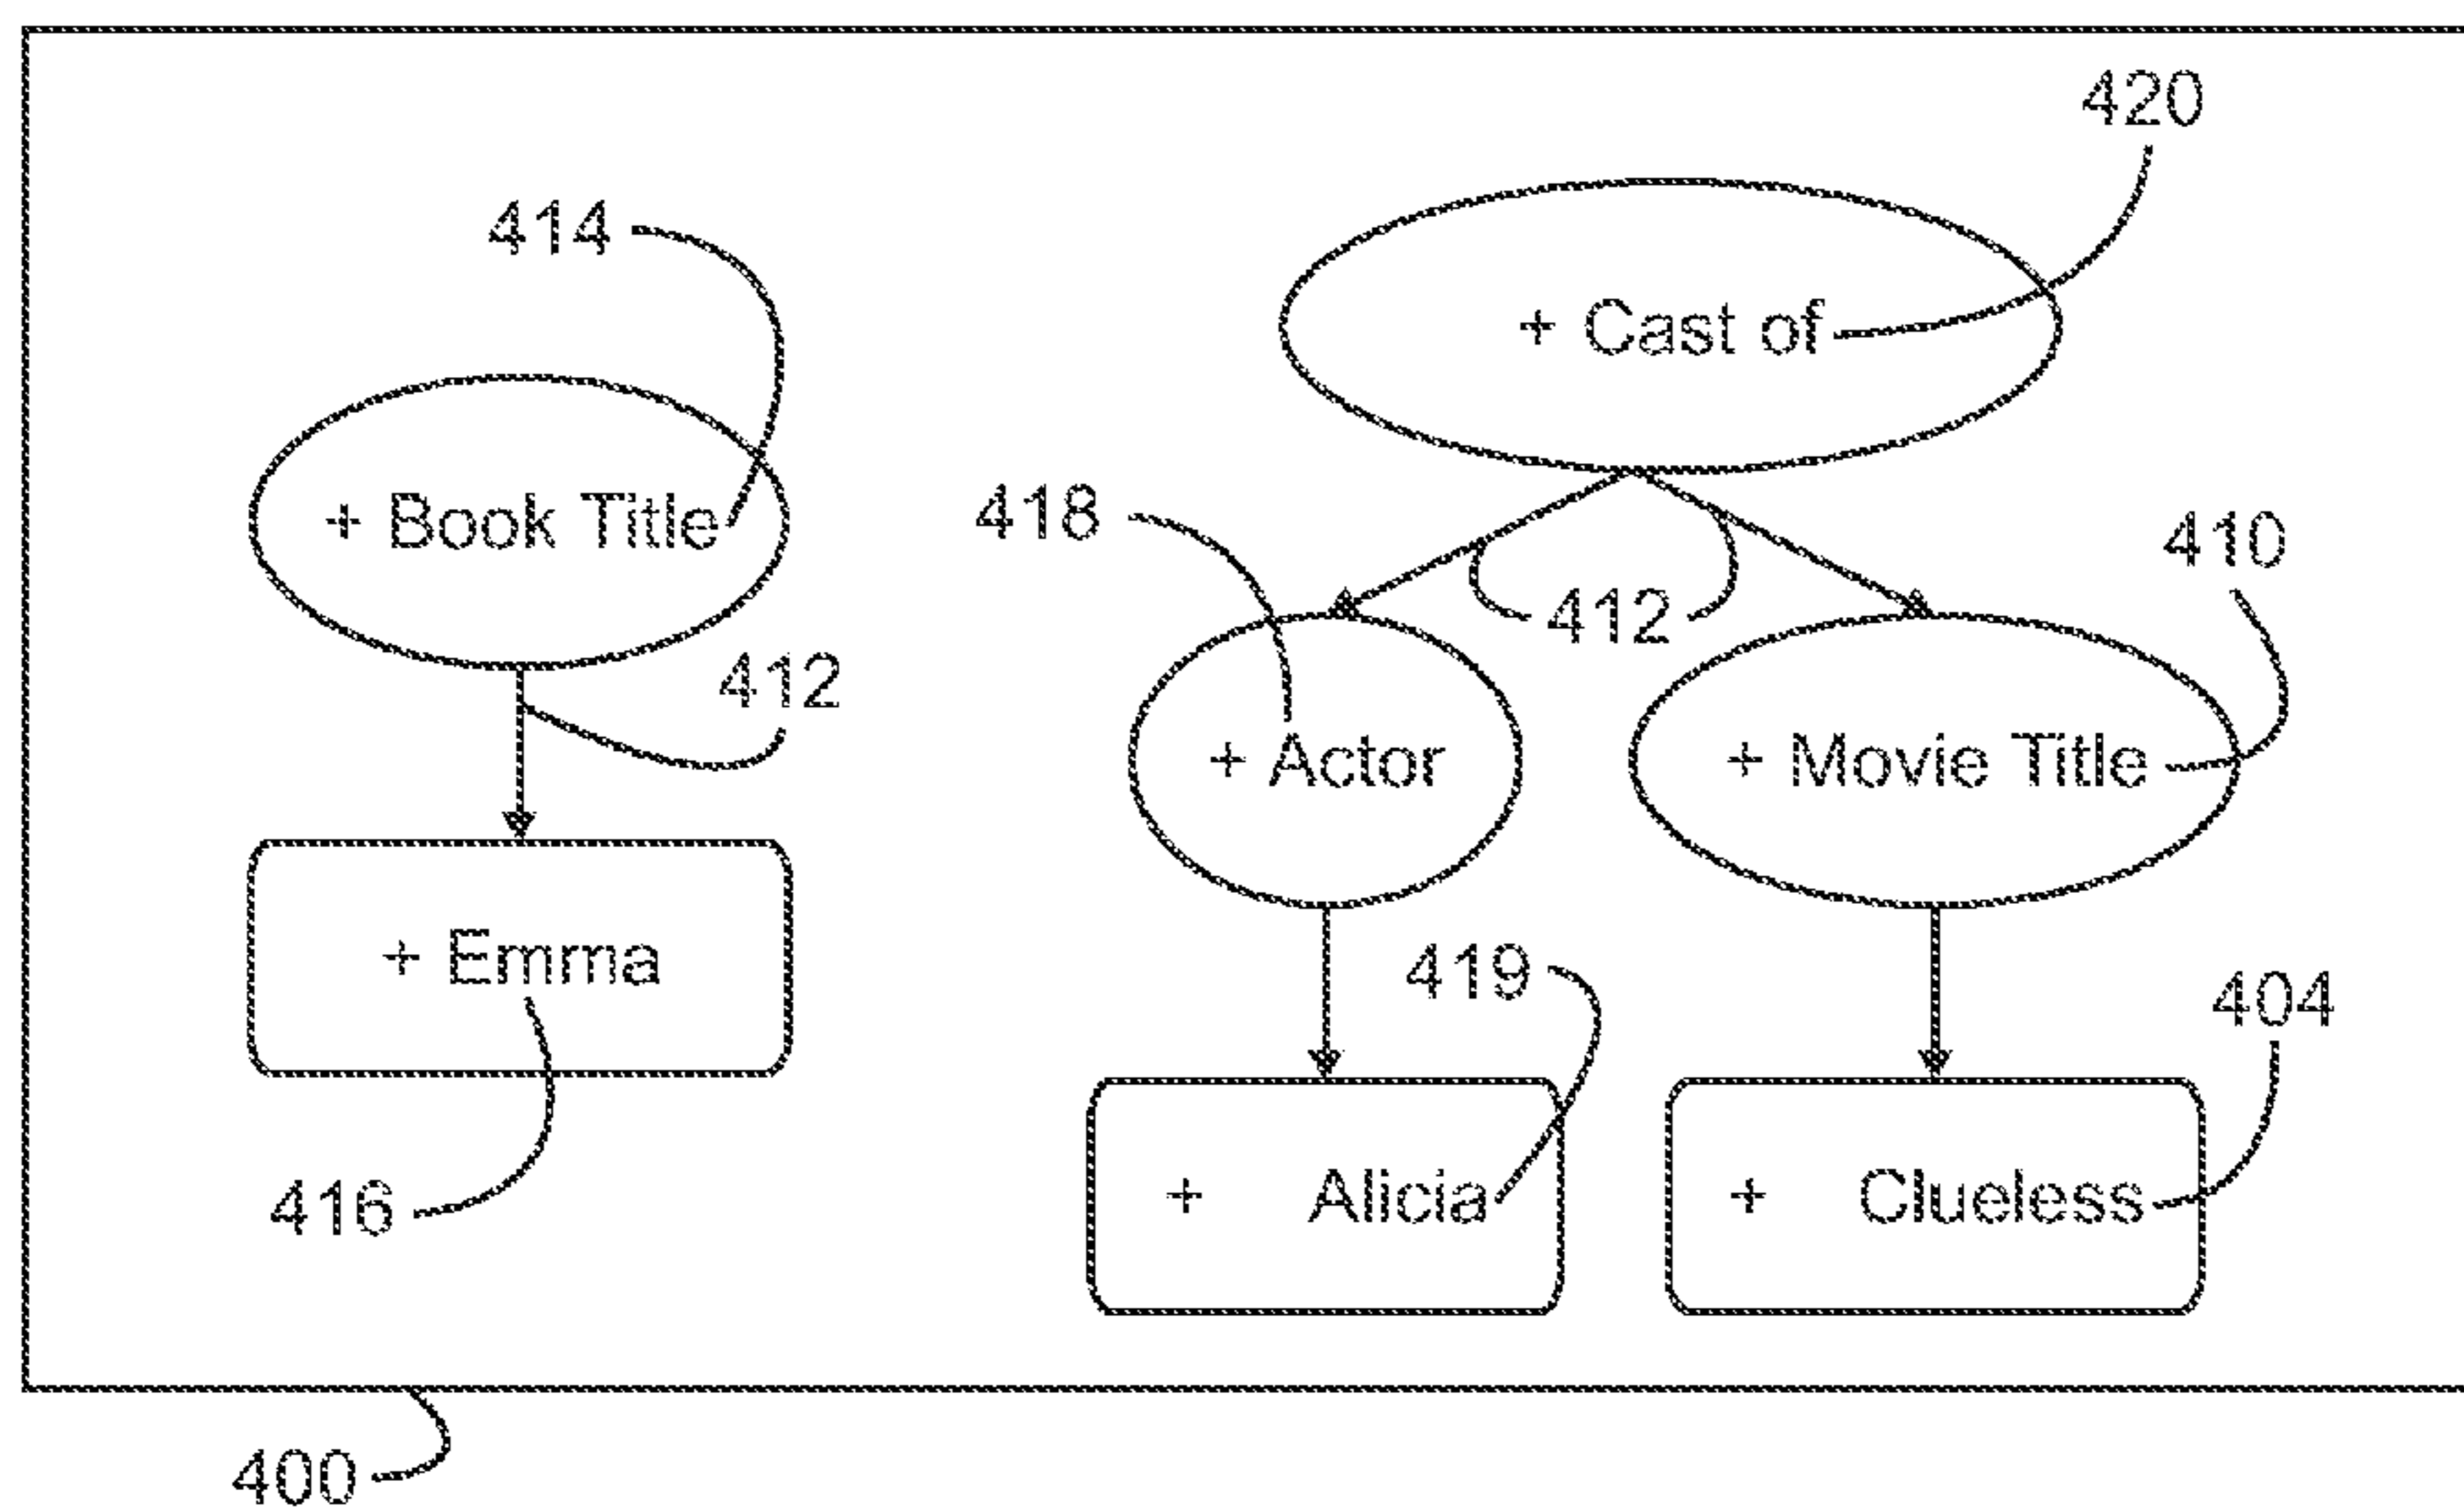 420
414
+ Cast of
418
+ Book Title
410
412
412
+ Actor
+ Movie Title
+ Emma
419
404
416
+ Alicia
+ Clueless
400